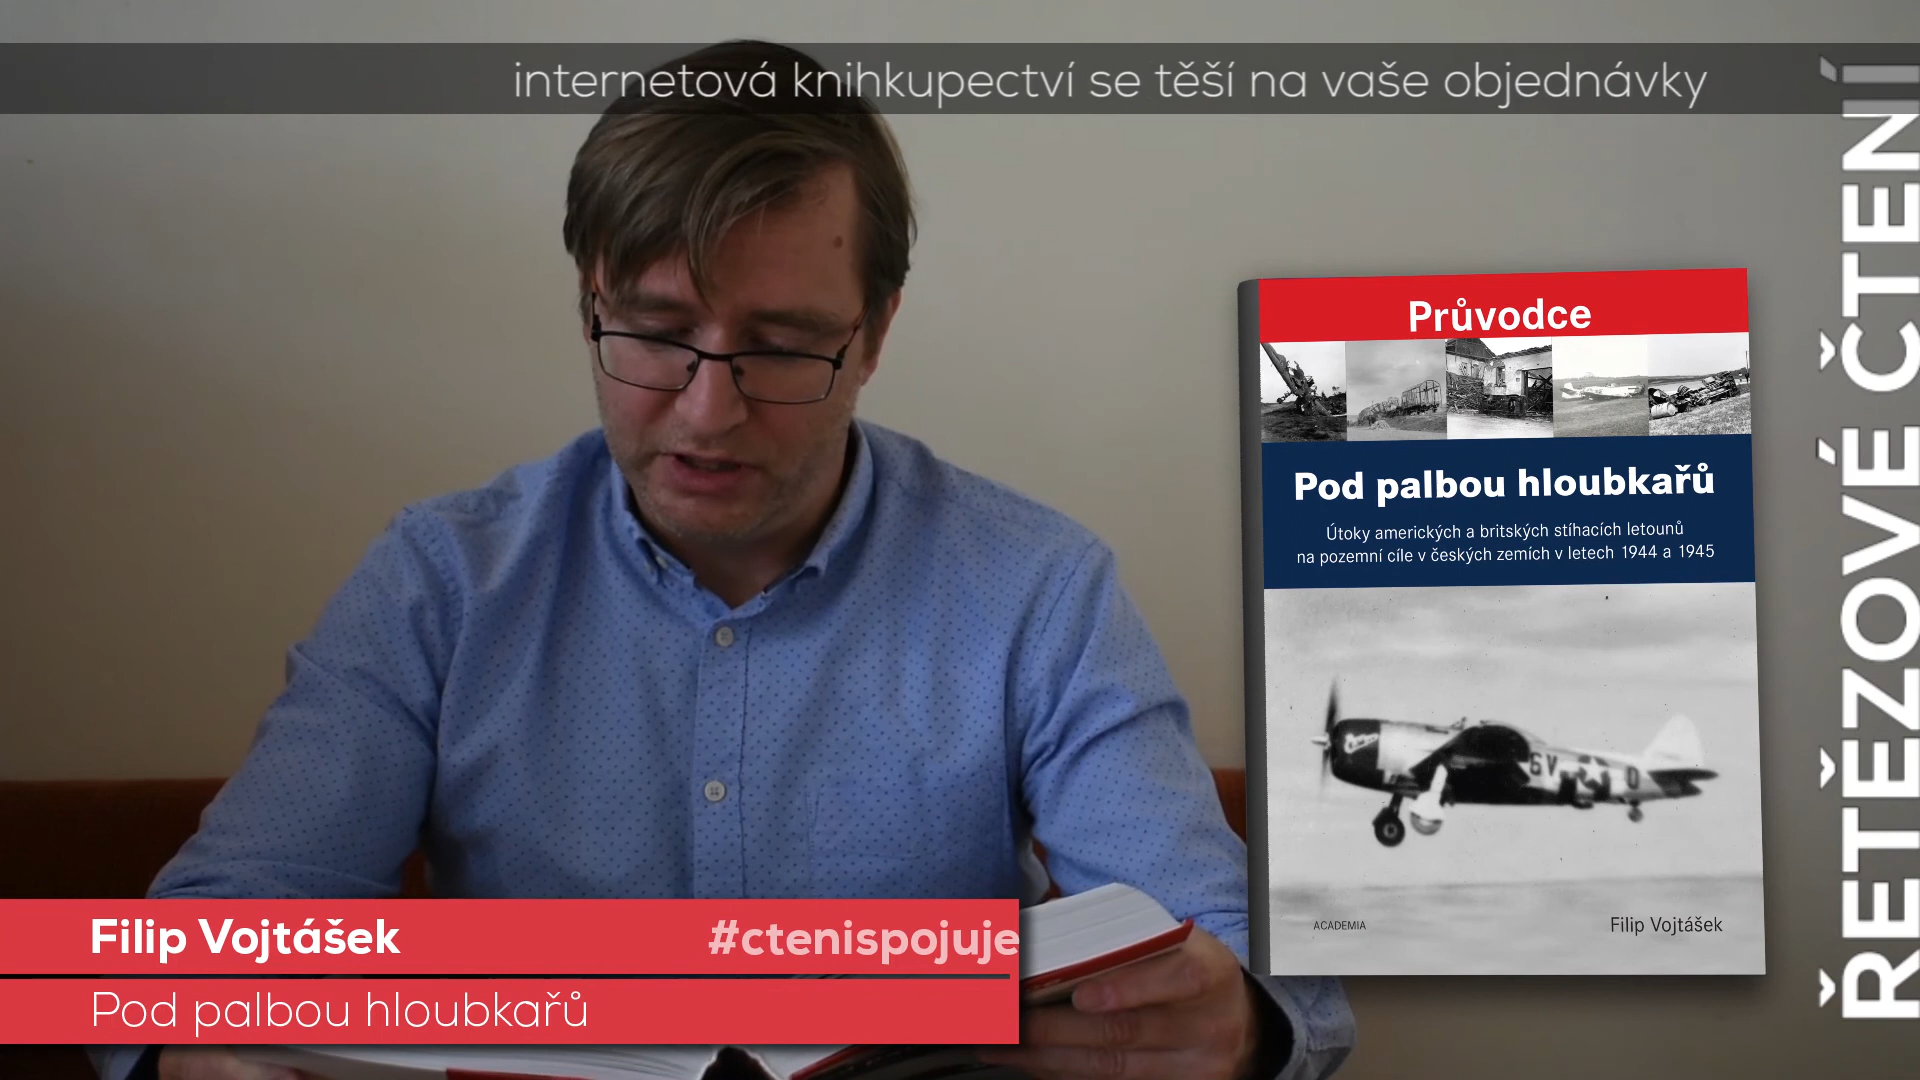 internetová knihkupectví se těší na vaše objednávky
ŘETĚZOVÉ ČTENÍ
Průvodce
Pod palbou hloubkařů
Útoky amerických a britských stíhacích letounů
na pozemní cíle v českých zemích v letech 1944 a 1945
6V
D
ACADEMIA
Filip Vojtášek
Filip Vojtášek
#ctenispojuje
Pod palbou hloubkařů